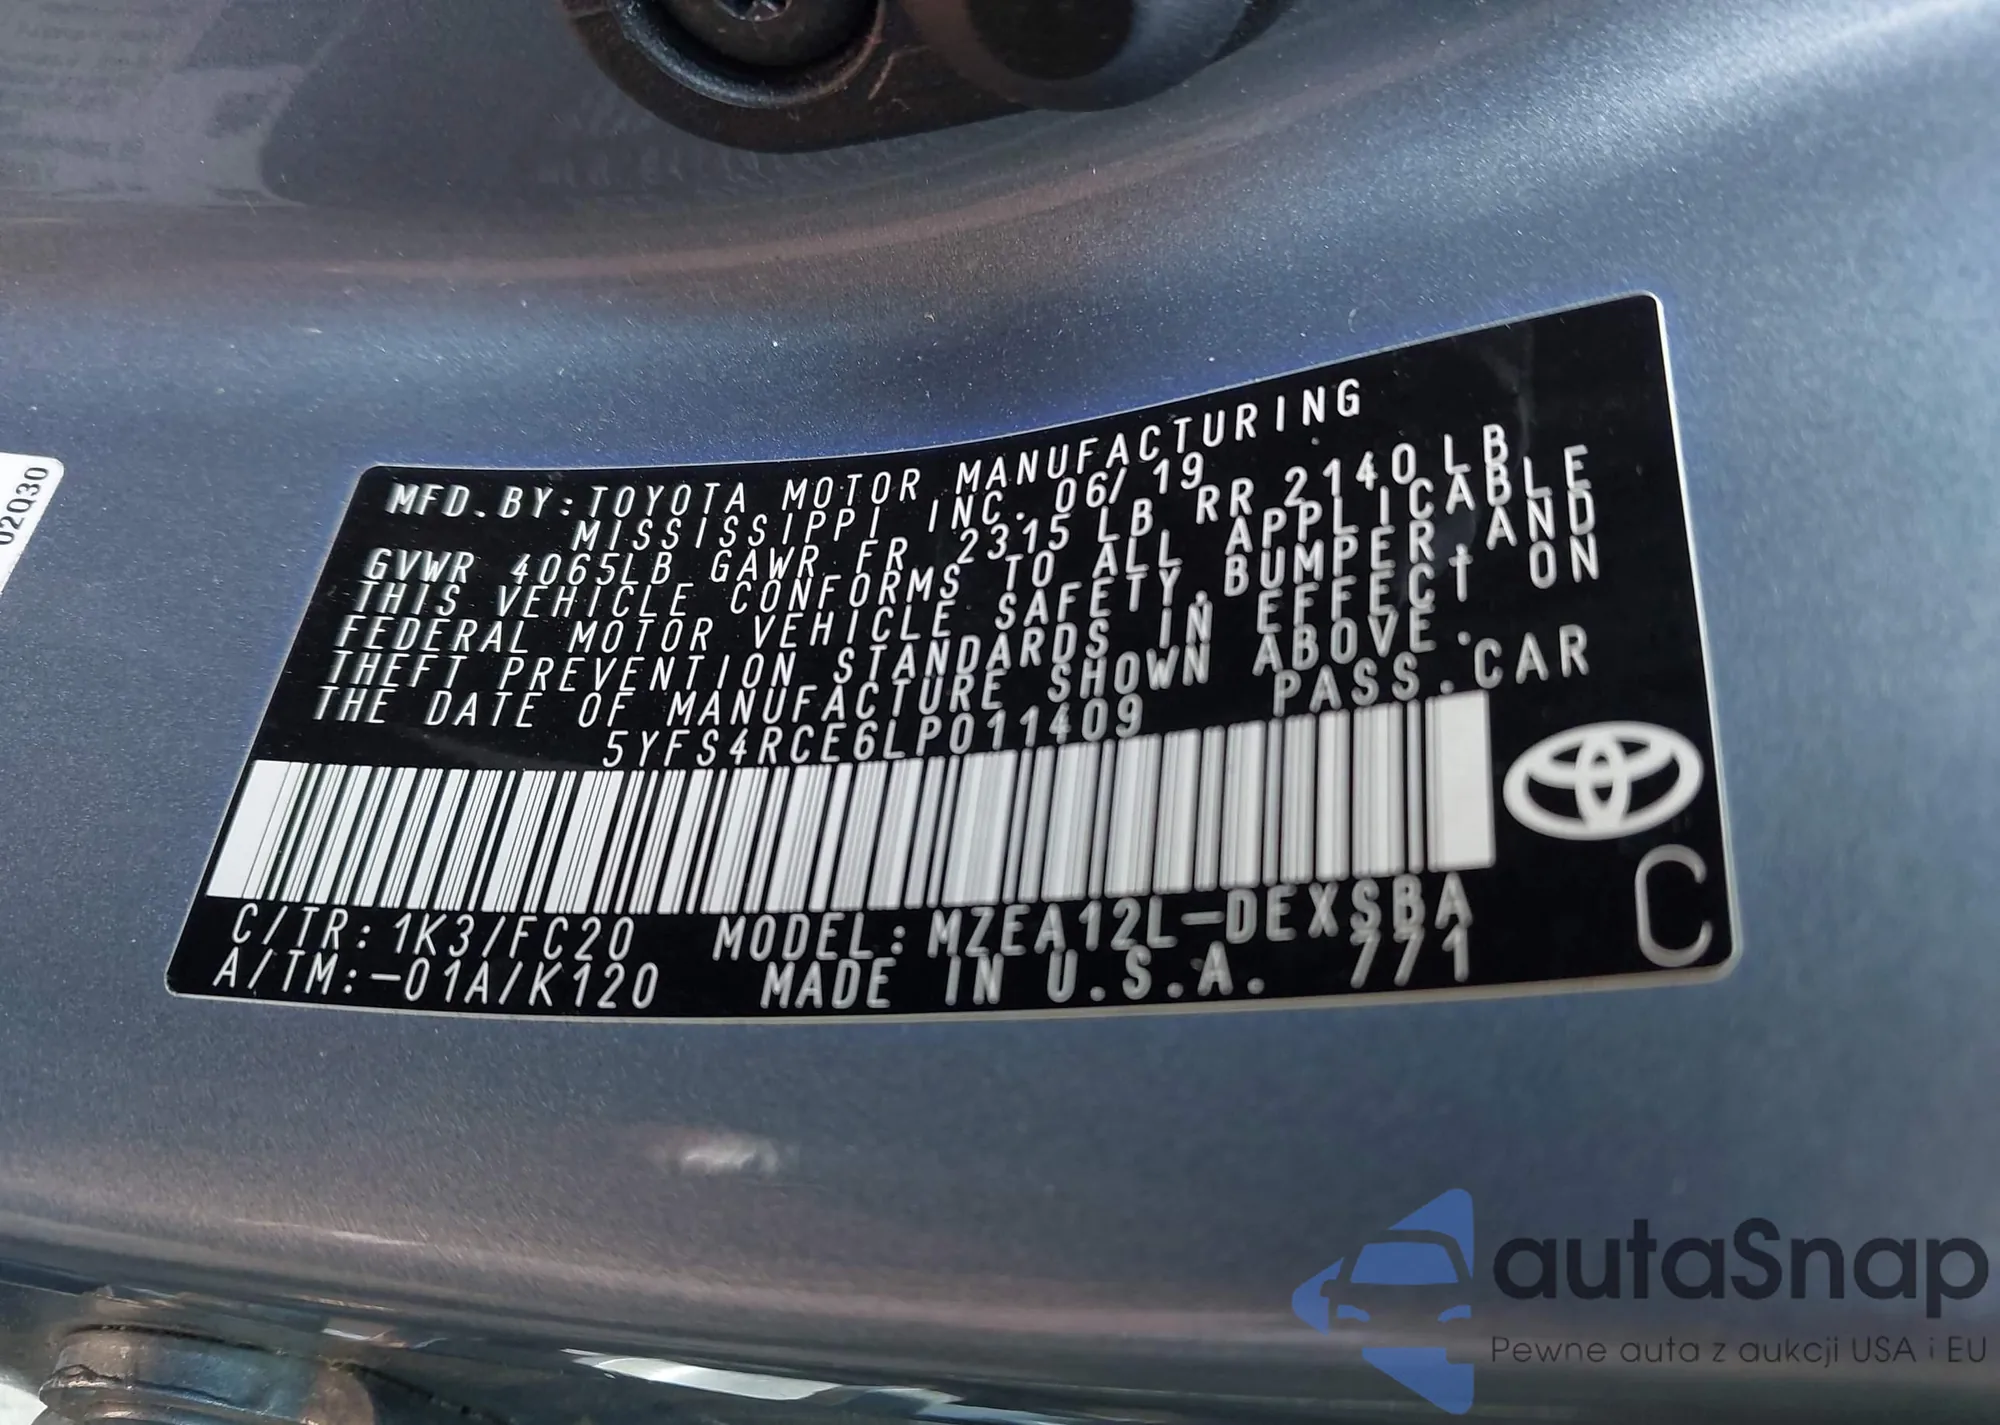 02Q30
MFD. BY: TOYOTA MOTOR MANUFACTURING
MISSISSIPPI INC. 06/19
GVWR 4065LB GAWR FR 2315 LB RR 2140LB
THIS VEHICLE CONFORMS TO ALL APPLICABLE
FEDERAL MOTOR VEHICLE SAFETY, BUMPER, AND
THEFT PREVENTION STANDARDS IN EFFECT ON
THE DATE OF MANUFACTURE SHOWN ABOVE.
5YFS4RCE6LP011409 PASS. CAR
C/TR: 1K3/FC20 MODEL: MZEA12L-DEXSBA
A/TM: -01A/K120 MADE IN U.S.A. 771
C
autaSnap
Pewne auta z aukcji USA i EU